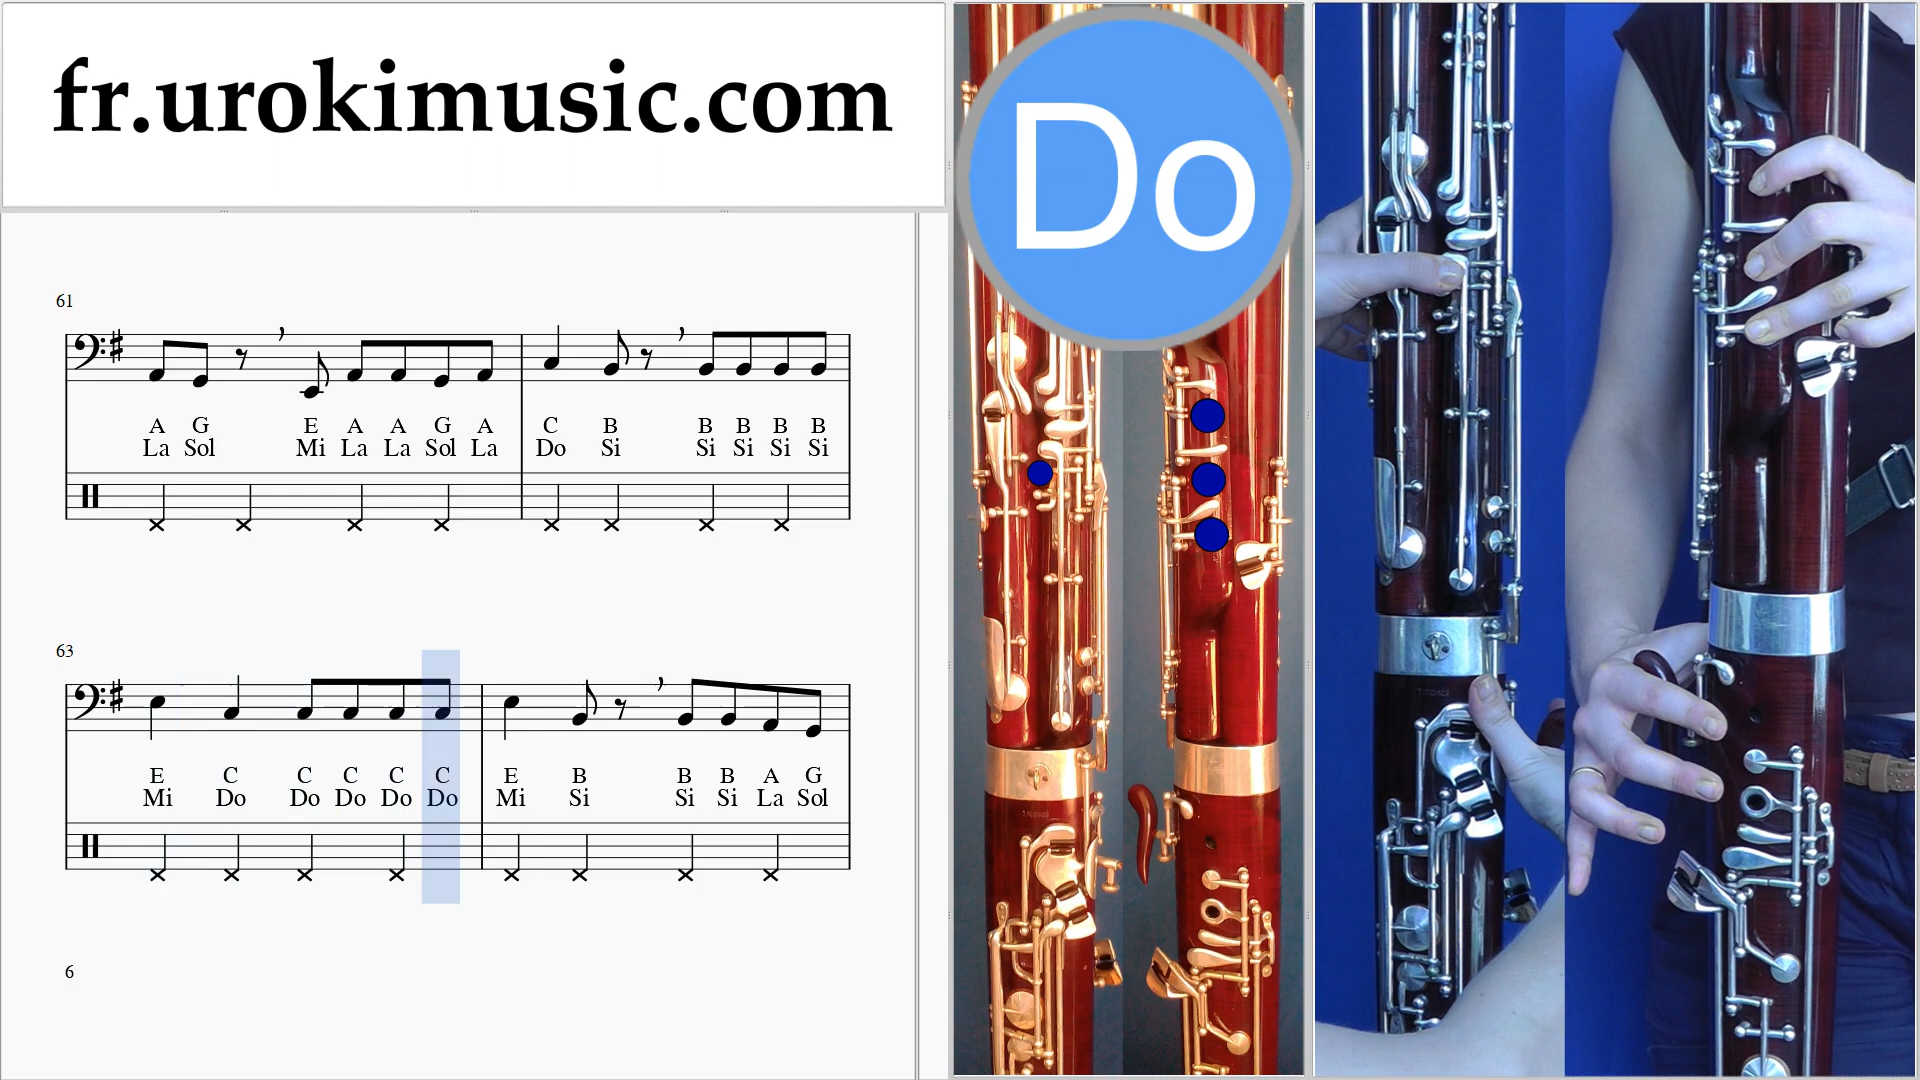 fr.urokimusic.com
Do
61
A G E A A G A C B B B B B
La Sol Mi La La Sol La Do Si Si Si Si Si
63
E C C C C C E B B B A G
Mi Do Do Do Do Do Mi Si Si Si La Sol
6